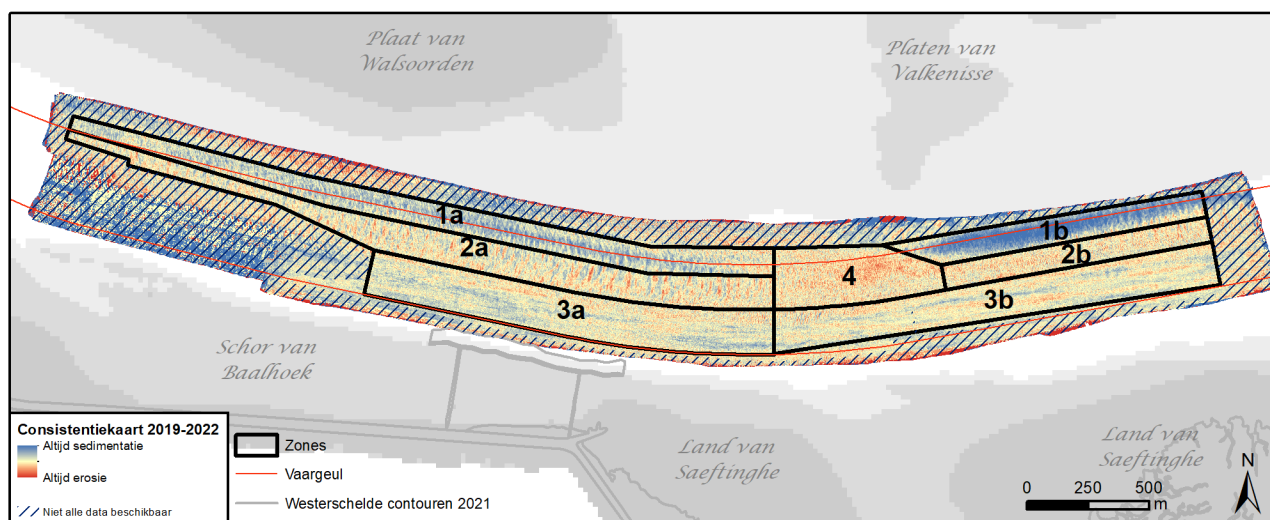 Plaat van
Walsoorden
Platen van
Valkenisse
1a
1b
2a
2b
4
3a
3b
Schor van
Baalhoek
Land van
Saeftinghe
Land van
Saeftinghe
Consistentiekaart 2019-2022
Altijd sedimentatie
Altijd erosie
Niet alle data beschikbaar
Zones
Vaargeul
Westerschelde contouren 2021
N
0 250 500
m